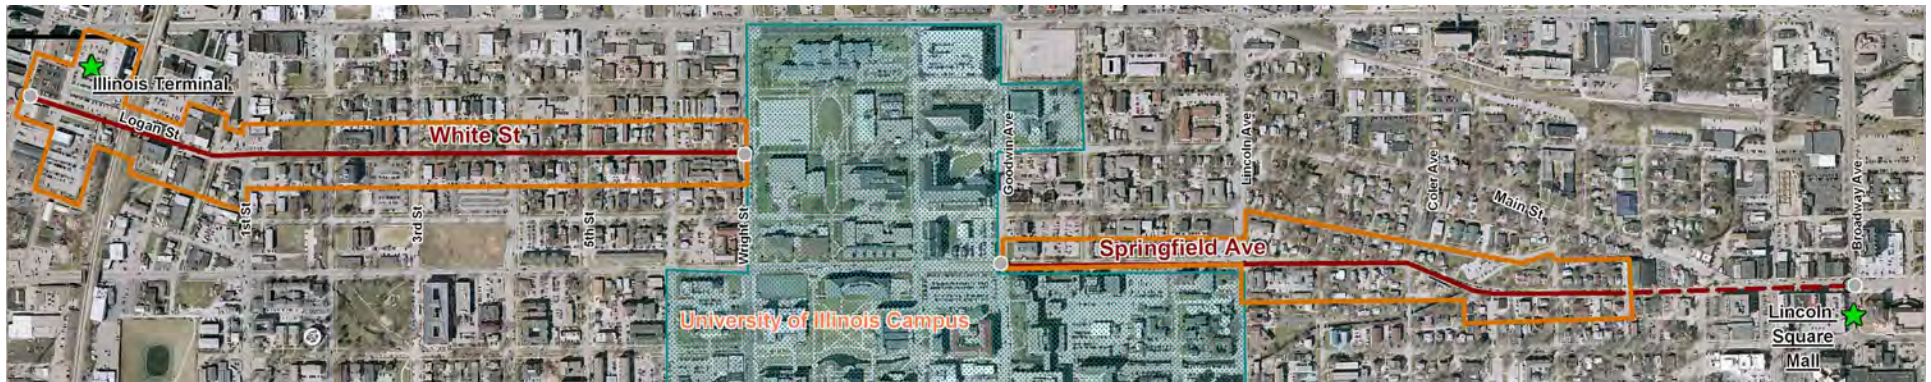 Illinois Terminal
Logan St
White St
1st St
3rd St
5th St
Wright St
Goodwin Ave
Lincoln Ave
Coler Ave
Main St
Broadway Ave
Springfield Ave
University of Illinois Campus
Lincoln
Square
Mall